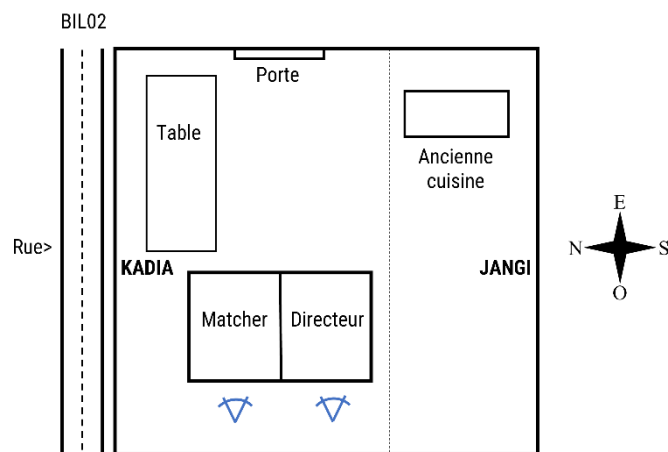 BIL02
Porte
Table
Ancienne
cuisine
E
Rue>
N
S
KADIA
JANGI
O
Matcher
Directeur